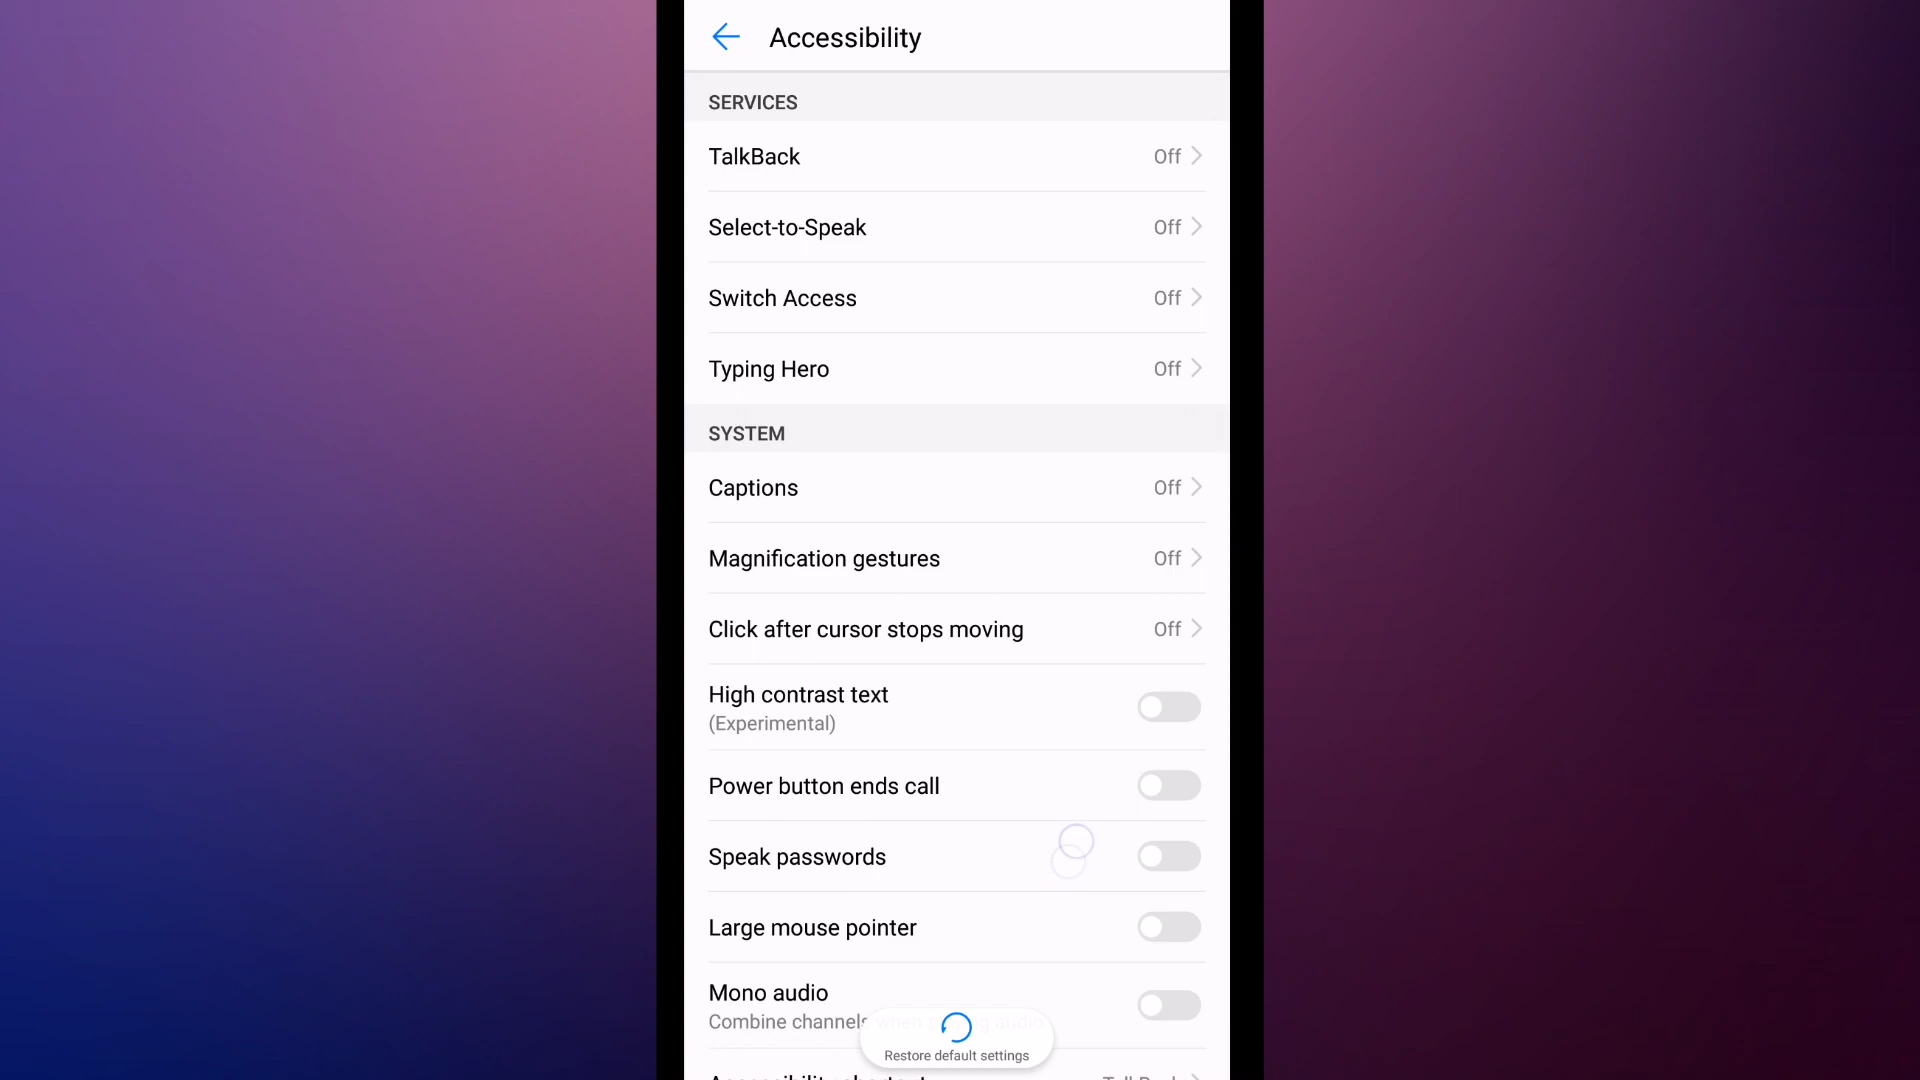 Accessibility
SERVICES
TalkBack Off
Select-to-Speak Off
Switch Access Off
Typing Hero Off
SYSTEM
Captions Off
Magnification gestures Off
Click after cursor stops moving Off
High contrast text
(Experimental)
Power button ends call
Speak passwords
Large mouse pointer
Mono audio
Combine channels when audio
Restore default settings